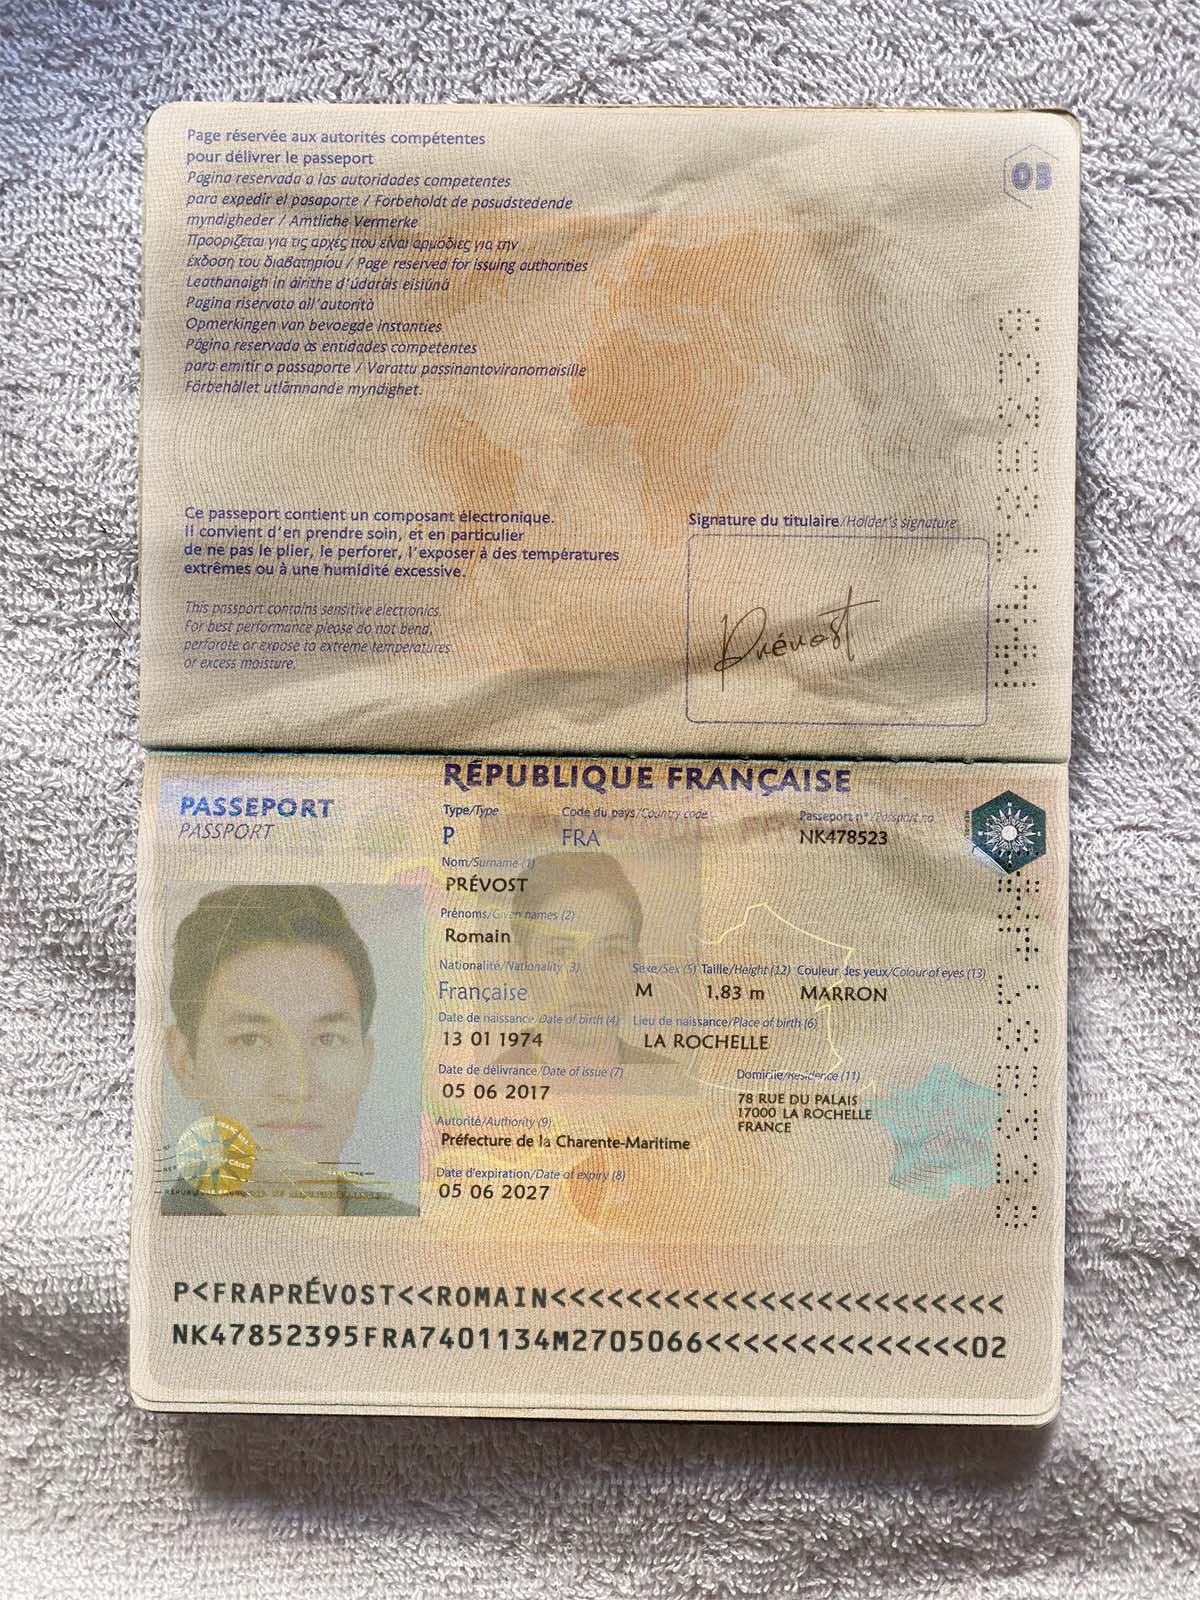 Page réservée aux autorités compétentes
pour délivrer le passeport
Pagina reservada a las autoridades competentes
para expedir el pasaporte / Forbeholdt de pasudstedende
myndigheder / Amtliche Vermerke
Προορίζεται για τις αρχές που είναι αρμόδιες για την
έκδοση του διαβατηρίου / Page reserved for issuing authorities
Leathanaigh in áirithe d'údaráis eisiúná
Pagina riservata all'autorità
Opmerkingen van bevoegde instanties
Página reservada às entidades competentes
para emitir o passaporte / Varattu passinantoviranomaisille
Förbehållet utlämnande myndighet.
03
Ce passeport contient un composant électronique.
Il convient d'en prendre soin, et en particulier
de ne pas le plier, le perforer, l'exposer à des températures
extrêmes ou à une humidité excessive.
This passport contains sensitive electronics.
For best performance please do not bend,
perforate or expose to extreme temperatures
or excess moisture.
Signature du titulaire/Holder's signature
Prévost
RÉPUBLIQUE FRANÇAISE
PASSEPORT
PASSPORT
Type/Type Code du pays/Country code Passeport n°/Passport no
P FRA NK478523
Nom/Surname (1)
PRÉVOST
Prénoms/Given names (2)
Romain
Nationalité/Nationality (3) Sexe/Sex (5) Taille/Height (12) Couleur des yeux/Colour of eyes (13)
Française M 1,83 m MARRON
Date de naissance/Date of birth (4) Lieu de naissance/Place of birth (6)
13 01 1974 LA ROCHELLE
Date de délivrance/Date of issue (7) Domicile/Residence (11)
05 06 2017 78 RUE DU PALAIS
17000 LA ROCHELLE
FRANCE
Autorité/Authority (9)
Préfecture de la Charente-Maritime
Date d'expiration/Date of expiry (8)
05 06 2027
P<FRAPRÉVOST<<ROMAIN<<<<<<<<<<<<<<<<<<<<<<<<
NK47852395FRA7401134M2705066<<<<<<<<<<<<<<02